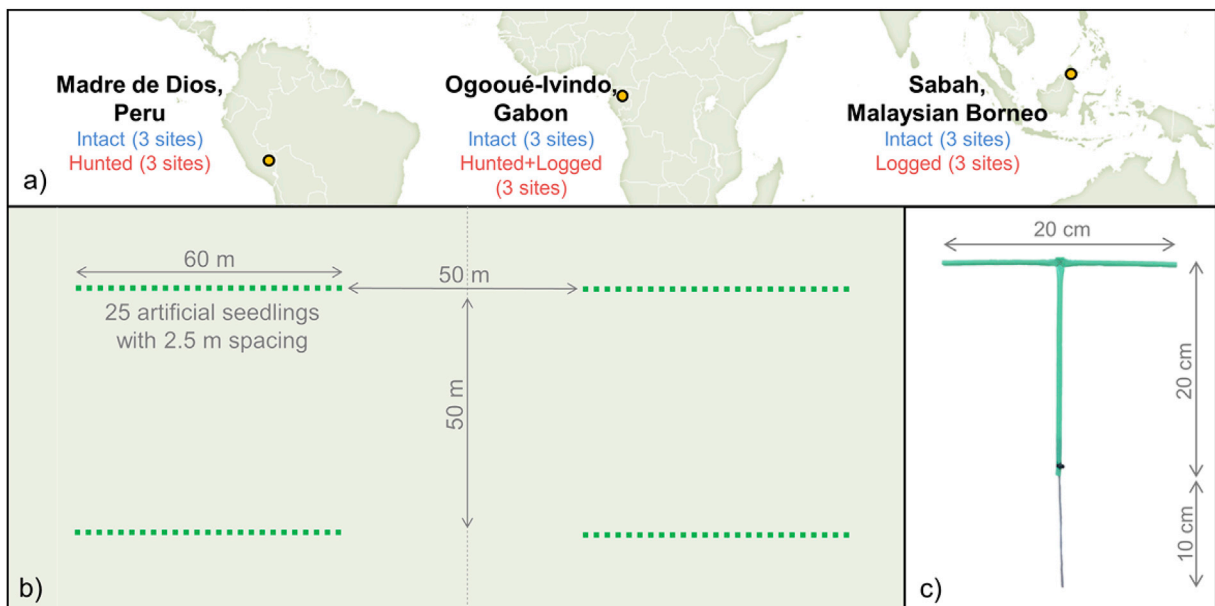 Madre de Dios,
Peru
Intact (3 sites)
Hunted (3 sites)
Ogooué-Ivindo,
Gabon
Intact (3 sites)
Hunted+Logged
(3 sites)
Sabah,
Malaysian Borneo
Intact (3 sites)
Logged (3 sites)
a)
60 m
50 m
25 artificial seedlings
with 2.5 m spacing
50 m
b)
20 cm
20 cm
10 cm
c)